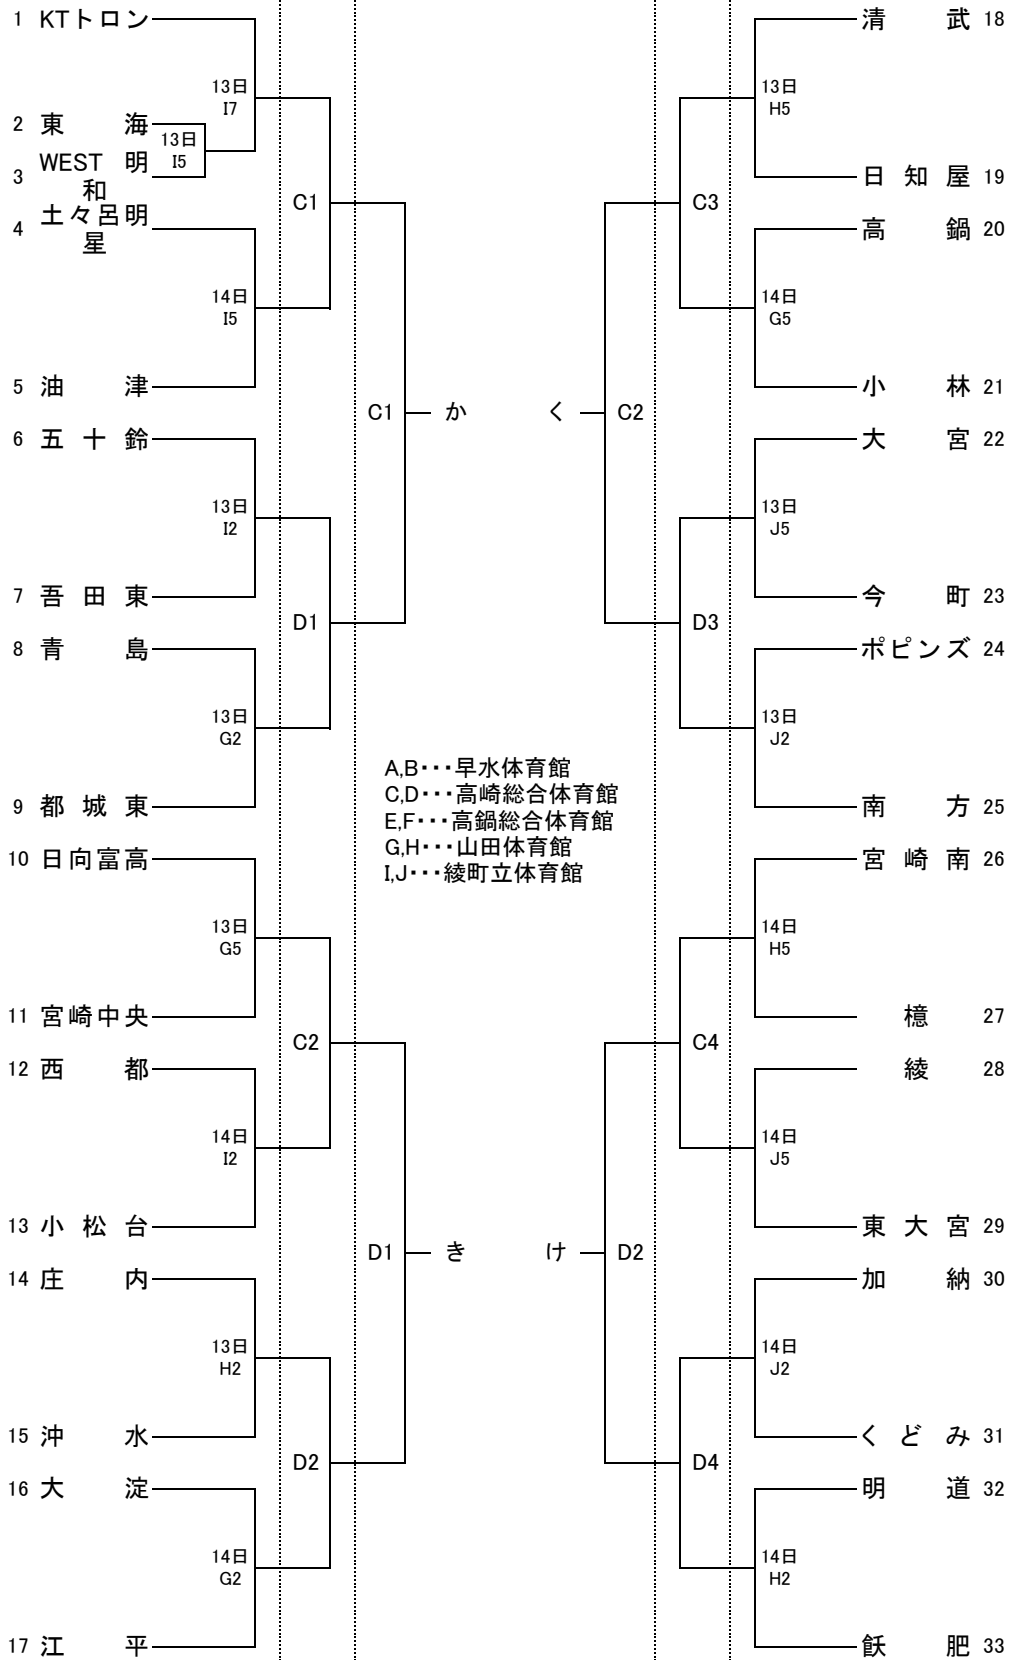 1 KTトロン
13日
I7
2 東海
13日
I5
3 WEST 明
和
C1
4 土々呂明
星
14日
I5
5 油津
C1 か
6 五十鈴
13日
I2
7 吾田東
D1
8 青島
13日
G2
9 都城東
10 日向富高
13日
G5
11 宮崎中央
C2
12 西都
14日
I2
13 小松台
D1 き
14 庄内
13日
H2
15 沖水
D2
16 大淀
14日
G2
17 江平
A,B・・・早水体育館
C,D・・・高崎総合体育館
E,F・・・高鍋総合体育館
G,H・・・山田体育館
I,J・・・綾町立体育館
清武 18
13日
H5
日知屋 19
C3
高鍋 20
14日
G5
小林 21
く C2
大宮 22
13日
J5
今町 23
D3
ポピンズ 24
13日
J2
南方 25
宮崎南 26
14日
H5
檍 27
C4
綾 28
14日
J5
東大宮 29
け D2
加納 30
14日
J2
くどみ 31
D4
明道 32
14日
H2
飫肥 33